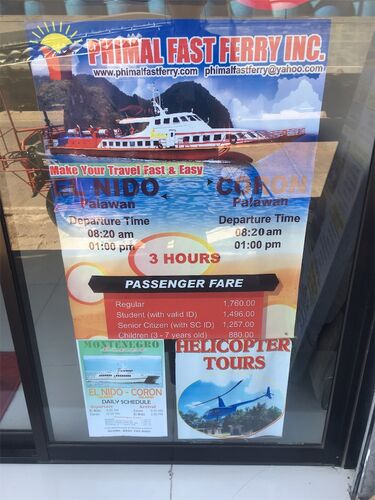 PHIMAL FAST FERRY INC.
www.phimalfastferry.com phimalfastferry@yahoo.com
Make Your Travel Fast & Easy
EL NIDO CORON
Palawan Palawan
Departure Time Departure Time
08:20 am 08:20 am
01:00 pm 01:00 pm
3 HOURS
PASSENGER FARE
Regular 1,760.00
Student (with valid ID) 1,496.00
Senior Citizen (with SC ID) 1,257.00
Children (3 - 7 years old) 880.00
MONTENEGRO
EL NIDO - CORON
DAILY SCHEDULE
HELICOPTER
TOURS